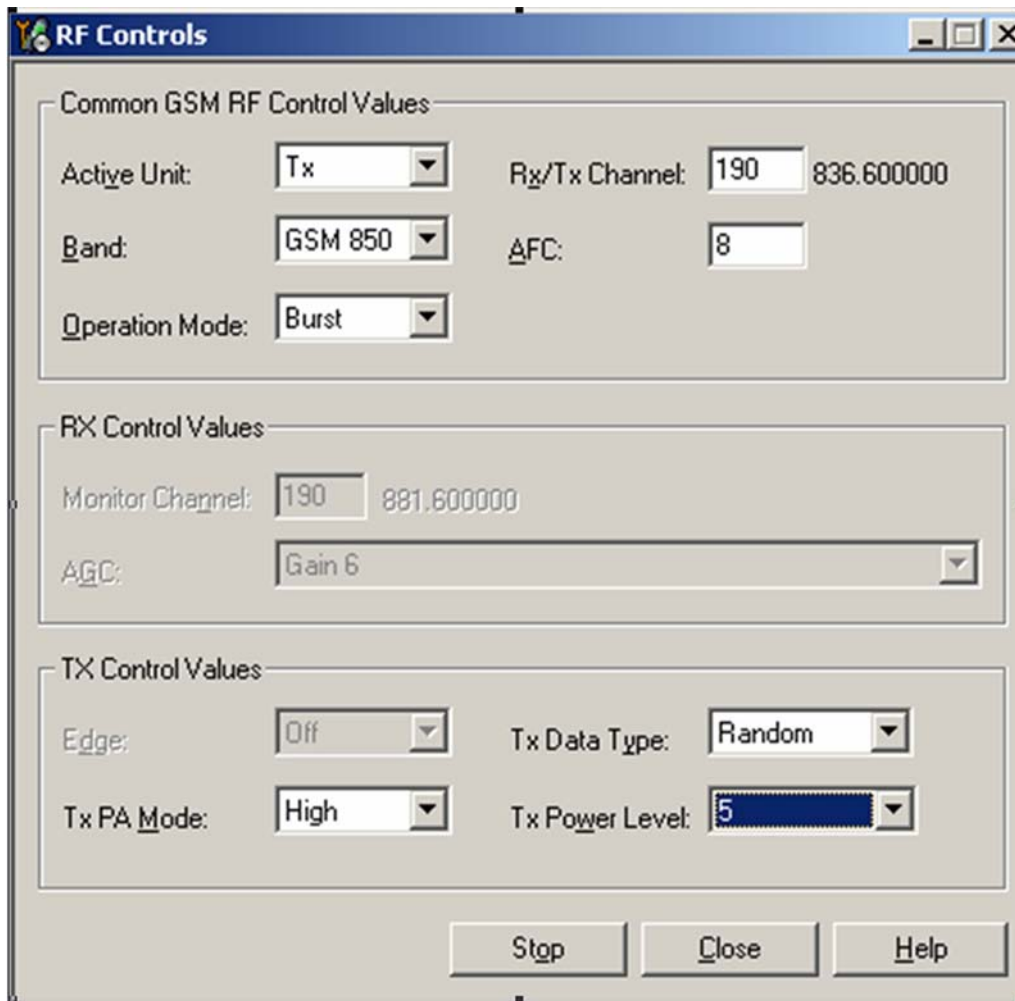 RF Controls
Common GSM RF Control Values
Active Unit: Tx Rx/Tx Channel: 190 836.600000
Band: GSM 850 AFC: 8
Operation Mode: Burst
RX Control Values
Monitor Channel: 190 881.600000
AGC: Gain 6
TX Control Values
Edge: Off Tx Data Type: Random
Tx PA Mode: High Tx Power Level: 5
Stop Close Help